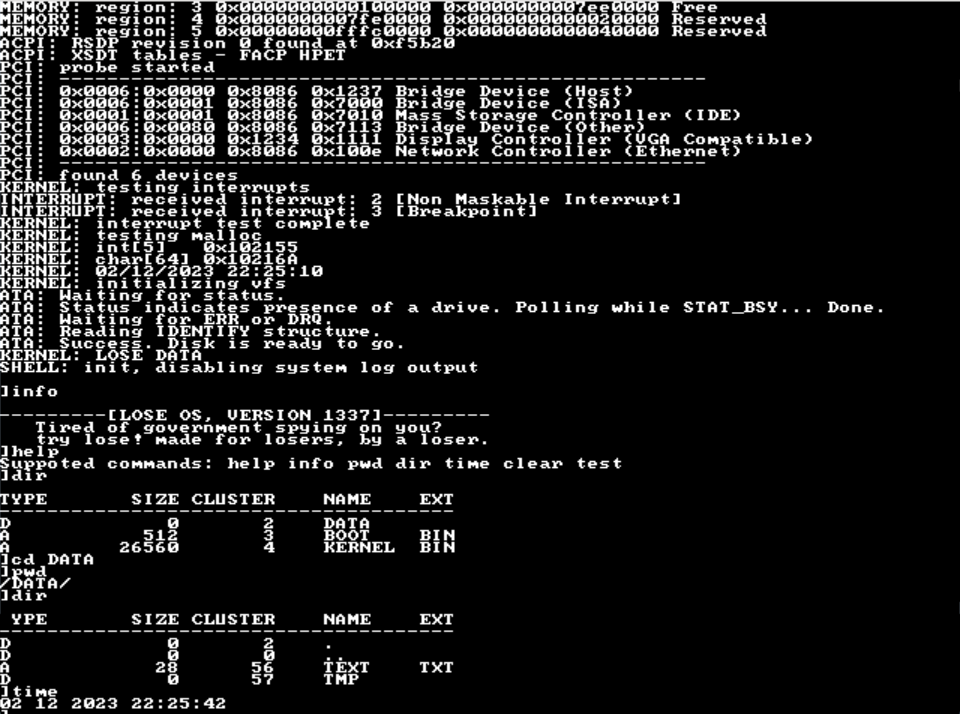 MEMORY: region: 3 0x0000000000100000 0x0000000007ee0000 Free
MEMORY: region: 4 0x0000000007fe0000 0x0000000000020000 Reserved
MEMORY: region: 5 0x00000000fffc0000 0x0000000000040000 Reserved
ACPI: RSDP revision 0 found at 0xf5b20
ACPI: XSDT tables - FACP HPET
PCI: probe started
PCI: ------------------------------------------------------
PCI: 0x0006:0x0000 0x8086 0x1237 Bridge Device (Host)
PCI: 0x0006:0x0001 0x8086 0x7000 Bridge Device (ISA)
PCI: 0x0001:0x0001 0x8086 0x7010 Mass Storage Controller (IDE)
PCI: 0x0006:0x0080 0x8086 0x7113 Bridge Device (Other)
PCI: 0x0003:0x0000 0x1234 0x1111 Display Controller (VGA Compatible)
PCI: 0x0002:0x0000 0x8086 0x100e Network Controller (Ethernet)
PCI: ------------------------------------------------------
PCI: found 6 devices
KERNEL: testing interrupts
INTERRUPT: received interrupt: 2 [Non Maskable Interrupt]
INTERRUPT: received interrupt: 3 [Breakpoint]
KERNEL: interrupt test complete
KERNEL: testing malloc
KERNEL: int[5]   0x102155
KERNEL: char[64] 0x10216A
KERNEL: 02/12/2023 22:25:10
KERNEL: initializing vfs
ATA: Waiting for status.
ATA: Status indicates presence of a drive. Polling while STAT_BSY... Done.
ATA: Waiting for ERR or DRQ.
ATA: Reading IDENTIFY structure.
ATA: Success. Disk is ready to go.
KERNEL: LOSE DATA
SHELL: init, disabling system log output
]info
---------[LOSE OS, VERSION 1337]---------
Tired of government spying on you?
try lose! made for losers, by a loser.
]help
Suppoted commands: help info pwd dir time clear test
]dir
TYPE SIZE CLUSTER NAME EXT
--------------------------------------
D 0 2 DATA
A 512 3 BOOT BIN
A 26560 4 KERNEL BIN
]cd DATA
]pwd
/DATA/
]dir
YPE SIZE CLUSTER NAME EXT
--------------------------------------
D 0 2 .
D 0 0 ..
A 28 56 TEXT TXT
D 0 57 TMP
]time
02 12 2023 22:25:42
]